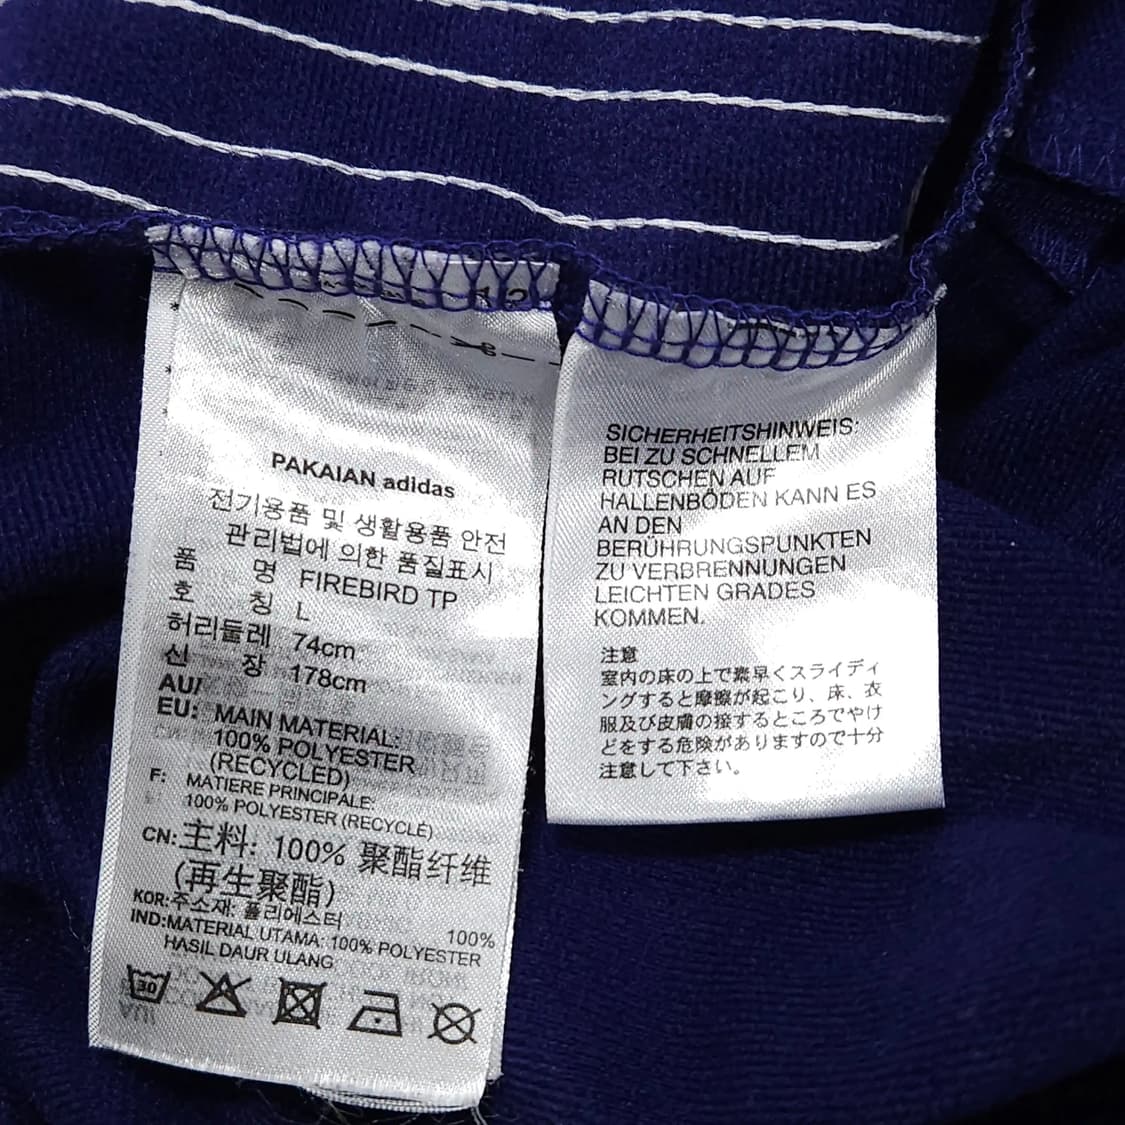 PAKAIAN adidas
전기용품 및 생활용품 안전
관리법에 의한 품질표시
품 명 FIREBIRD TP
호 칭 L
허리둘레 74cm
신 장 178cm
AU/
EU: MAIN MATERIAL:
100% POLYESTER
(RECYCLED)
F: MATIERE PRINCIPALE:
100% POLYESTER (RECYCLÉ)
CN: 主料: 100% 聚酯纤维
(再生聚酯)
KOR: 주소재: 폴리에스터
100%
IND: MATERIAL UTAMA: 100% POLYESTER
HASIL DAUR ULANG
30
SICHERHEITSHINWEIS:
BEI ZU SCHNELLEM
RUTSCHEN AUF
HALLENBÖDEN KANN ES
AN DEN
BERÜHRUNGSPUNKTEN
ZU VERBRENNUNGEN
LEICHTEN GRADES
KOMMEN.
注意
室内の床の上で素早くスライディ
ングすると摩擦が起こり、床、衣
服及び皮膚の接するところでやけ
どをする危険がありますので十分
注意して下さい。